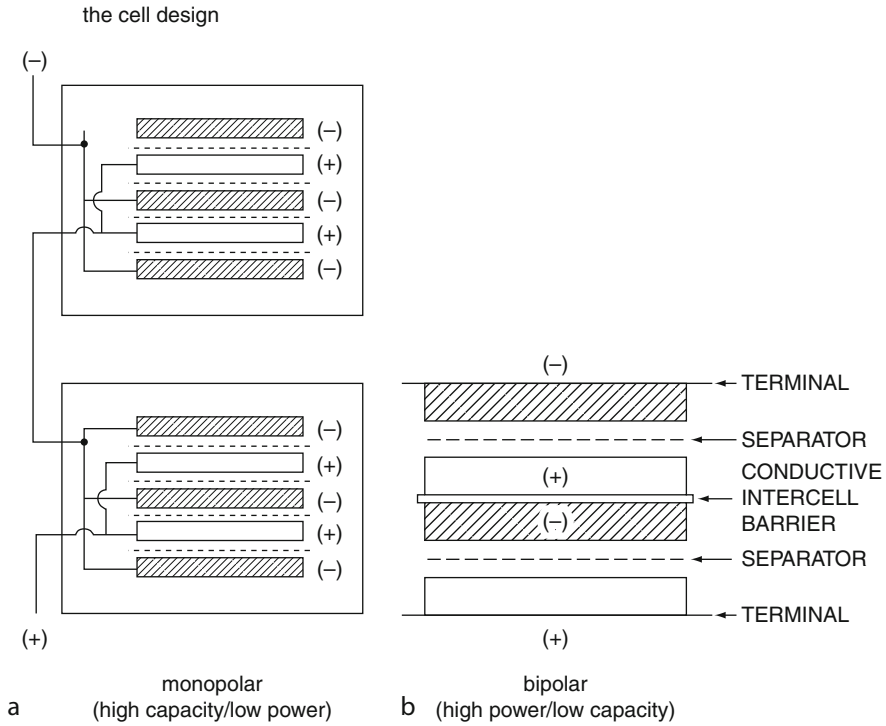 the cell design
(–)
(–)
(+)
(–)
(+)
(–)
(–)
(+)
(–)
(+)
(–)
(+)
(–)
TERMINAL
SEPARATOR
(+)
CONDUCTIVE
INTERCELL
BARRIER
(–)
SEPARATOR
TERMINAL
(+)
a
monopolar
(high capacity/low power)
b
bipolar
(high power/low capacity)